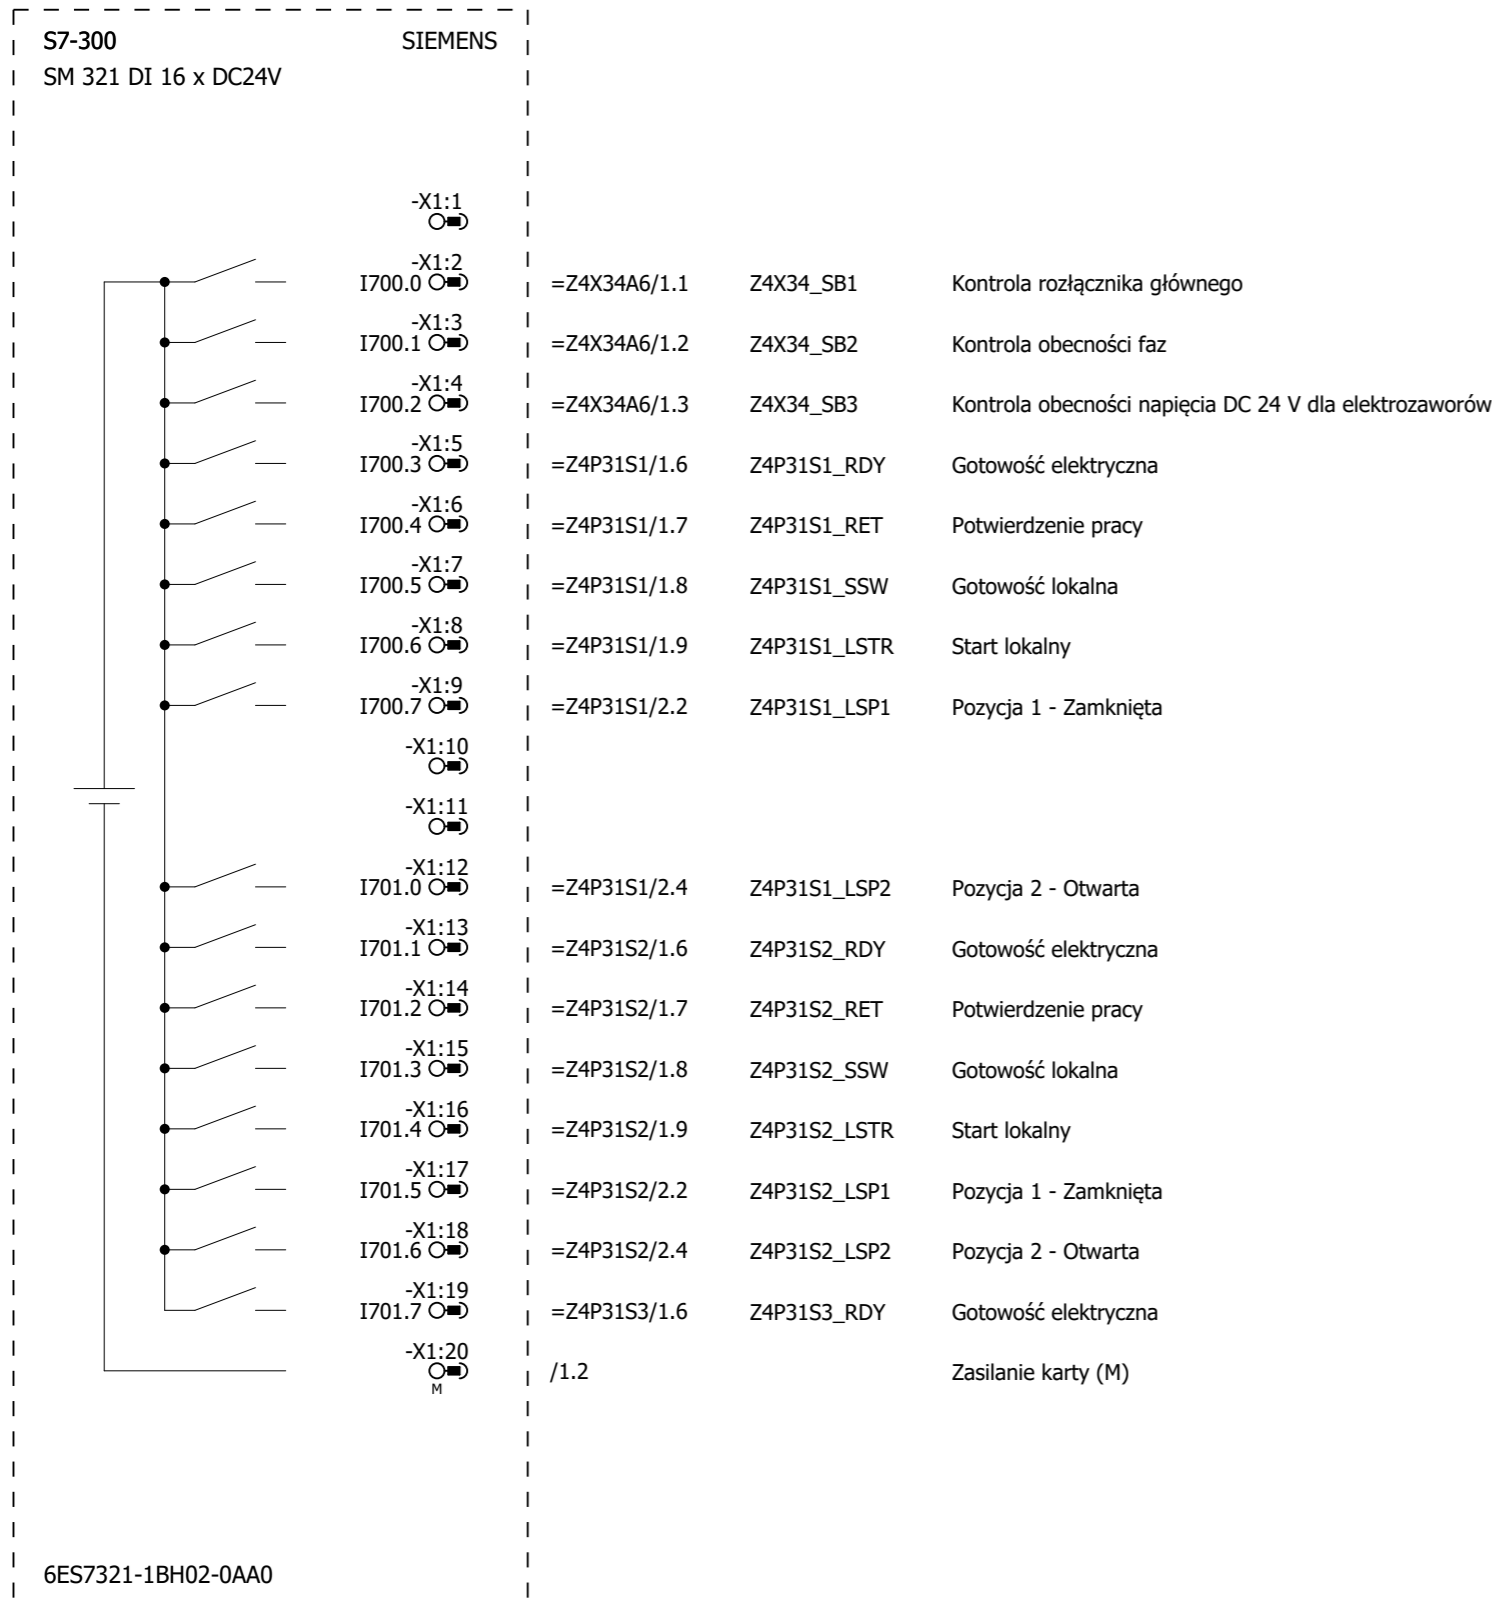 S7-300 SIEMENS
SM 321 DI 16 x DC24V
-X1:1
-X1:2
I700.0 =Z4X34A6/1.1 Z4X34_SB1 Kontrola rozłącznika głównego
-X1:3
I700.1 =Z4X34A6/1.2 Z4X34_SB2 Kontrola obecności faz
-X1:4
I700.2 =Z4X34A6/1.3 Z4X34_SB3 Kontrola obecności napięcia DC 24 V dla elektrozaworów
-X1:5
I700.3 =Z4P31S1/1.6 Z4P31S1_RDY Gotowość elektryczna
-X1:6
I700.4 =Z4P31S1/1.7 Z4P31S1_RET Potwierdzenie pracy
-X1:7
I700.5 =Z4P31S1/1.8 Z4P31S1_SSW Gotowość lokalna
-X1:8
I700.6 =Z4P31S1/1.9 Z4P31S1_LSTR Start lokalny
-X1:9
I700.7 =Z4P31S1/2.2 Z4P31S1_LSP1 Pozycja 1 - Zamknięta
-X1:10
-X1:11
-X1:12
I701.0 =Z4P31S1/2.4 Z4P31S1_LSP2 Pozycja 2 - Otwarta
-X1:13
I701.1 =Z4P31S2/1.6 Z4P31S2_RDY Gotowość elektryczna
-X1:14
I701.2 =Z4P31S2/1.7 Z4P31S2_RET Potwierdzenie pracy
-X1:15
I701.3 =Z4P31S2/1.8 Z4P31S2_SSW Gotowość lokalna
-X1:16
I701.4 =Z4P31S2/1.9 Z4P31S2_LSTR Start lokalny
-X1:17
I701.5 =Z4P31S2/2.2 Z4P31S2_LSP1 Pozycja 1 - Zamknięta
-X1:18
I701.6 =Z4P31S2/2.4 Z4P31S2_LSP2 Pozycja 2 - Otwarta
-X1:19
I701.7 =Z4P31S3/1.6 Z4P31S3_RDY Gotowość elektryczna
-X1:20
/1.2 Zasilanie karty (M)
M
6ES7321-1BH02-0AA0